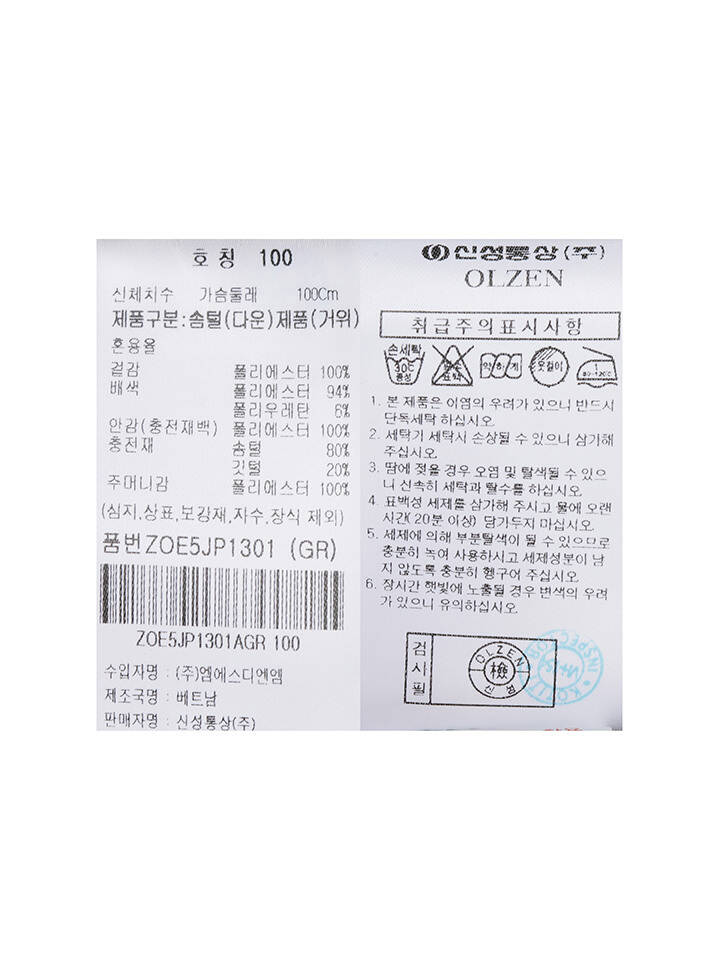 호칭 100
신체치수 가슴둘레 100Cm
제품구분:솜털(다운)제품(거위)
혼용율
겉감 폴리에스터 100%
배색 폴리에스터 94%
폴리우레탄 6%
안감(충전재백) 폴리에스터 100%
충전재 솜털 80%
깃털 20%
주머니감 폴리에스터 100%
(심지,상표,보강재,자수,장식 제외)
품번ZOE5JP1301 (GR)
ZOE5JP1301AGR 100
수입자명 : (주)엠에스디엔엠
제조국명 : 베트남
판매자명 : 신성통상(주)
신성통상(주)
OLZEN
취급주의표시사항
손세탁
30℃
중성
염소
표백
약하게
옷걸이
1
80~120℃
1. 본 제품은 이염의 우려가 있으니 반드시
단독세탁 하십시오.
2. 세탁기 세탁시 손상될 수 있으니 삼가해
주십시오.
3. 땀에 젖을 경우 오염 및 탈색될 수 있으
니 신속히 세탁과 탈수를 하십시오.
4. 표백성 세제를 삼가해 주시고 물에 오랜
시간(20분 이상) 담가두지 마십시오.
5. 세제에 의해 부분탈색이 될 수 있으므로
충분히 녹여 사용하시고 세제성분이 남
지 않도록 충분히 헹구어 주십시오.
6. 장시간 햇빛에 노출될 경우 변색의 우려
가 있으니 유의하십시오.
검사필
OLZEN
檢
신성